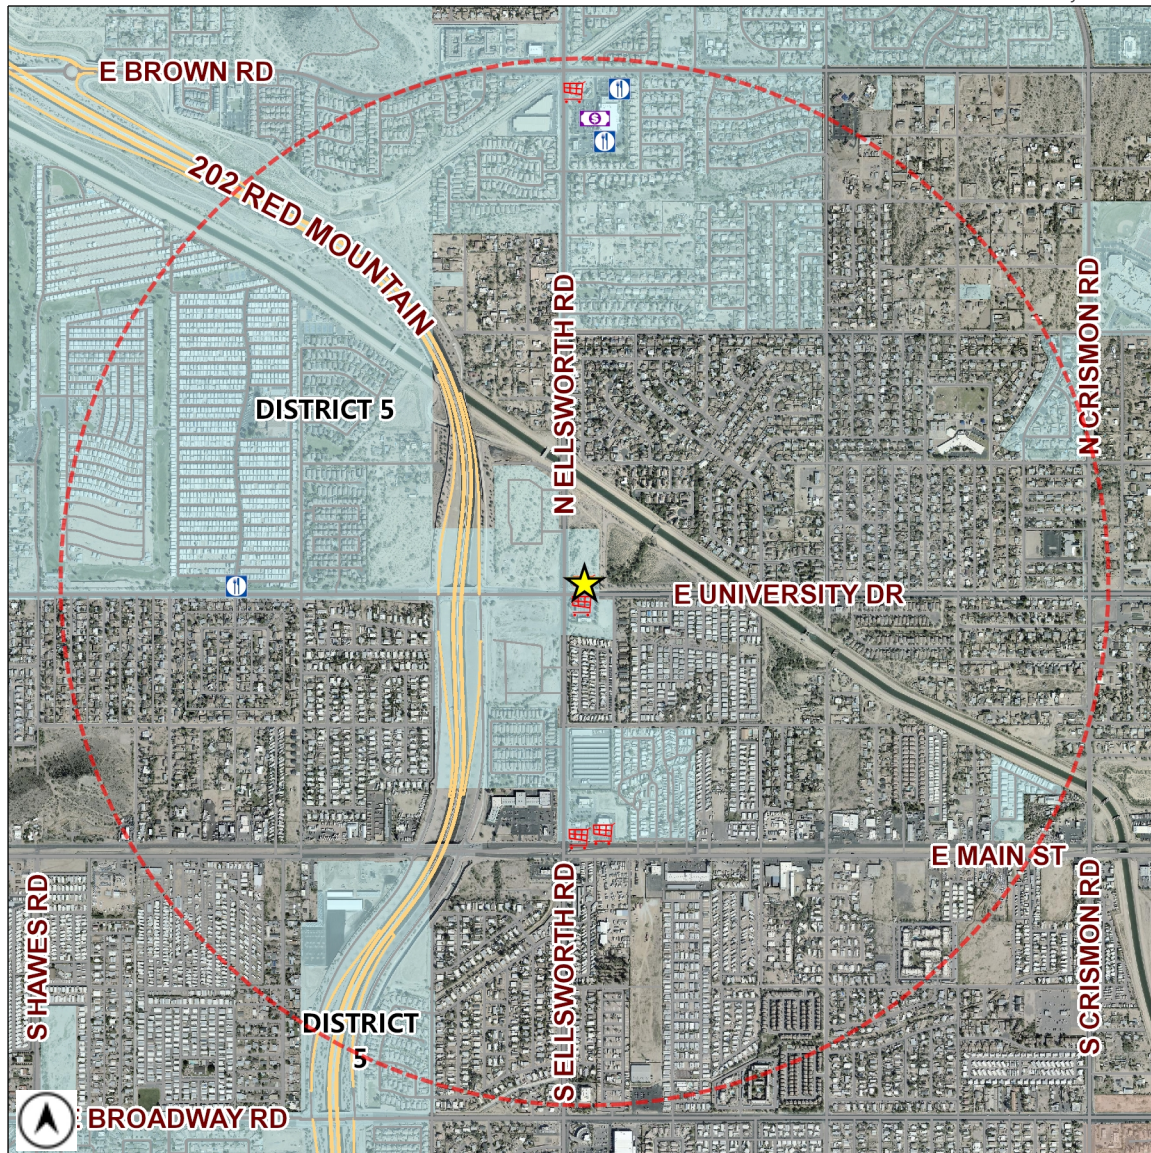 E BROWN RD
202 RED MOUNTAIN
N ELLSWORTH RD
N CRISMON RD
DISTRICT 5
E UNIVERSITY DR
E MAIN ST
S HAWES RD
S ELLSWORTH RD
S CRISMON RD
DISTRICT
5
E BROADWAY RD
$